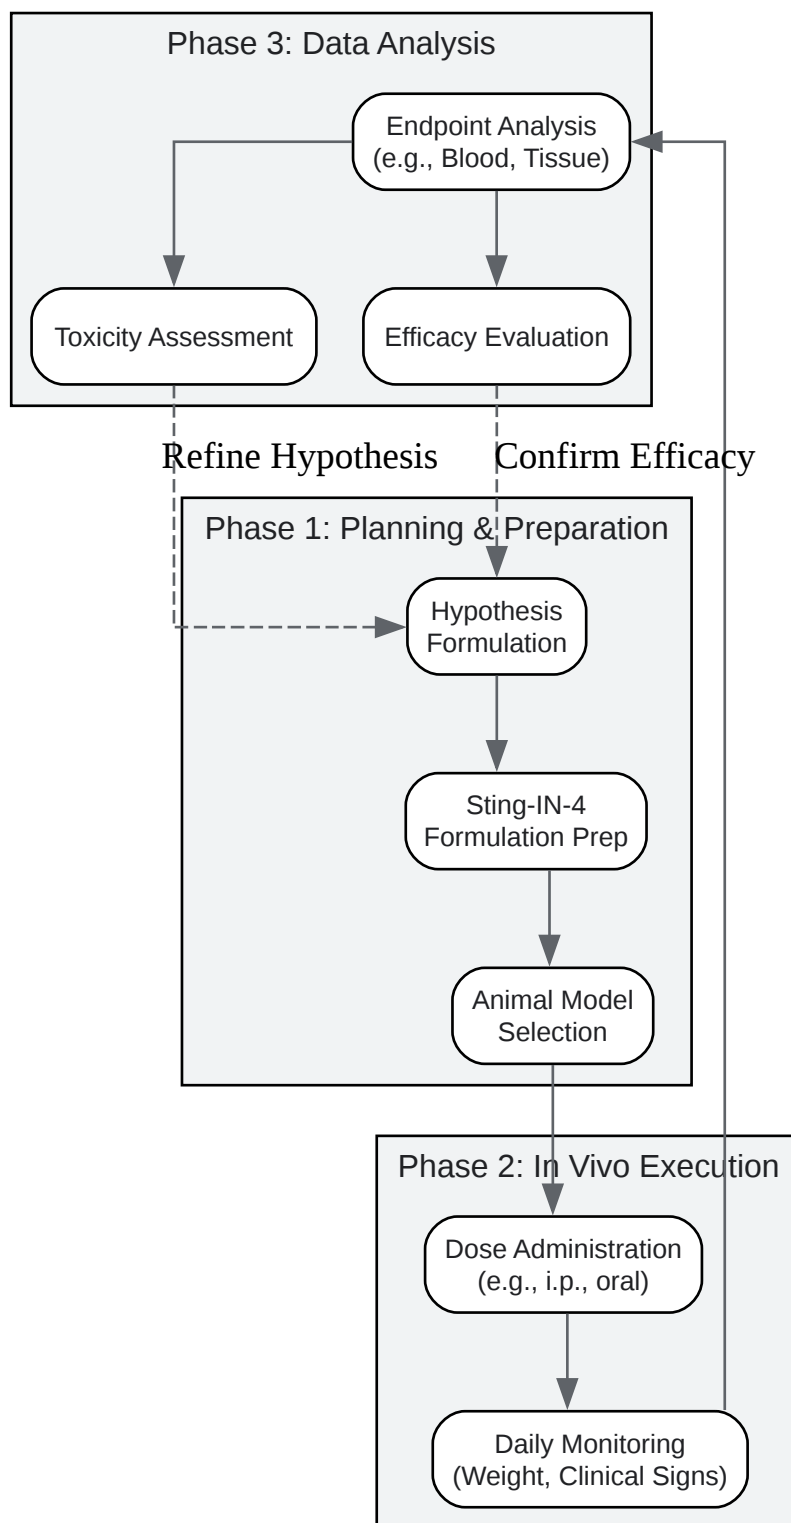 Phase 3: Data Analysis
Endpoint Analysis
(e.g., Blood, Tissue)
Toxicity Assessment
Efficacy Evaluation
Refine Hypothesis
Confirm Efficacy
Phase 1: Planning & Preparation
Hypothesis
Formulation
Sting-IN-4
Formulation Prep
Animal Model
Selection
Phase 2: In Vivo Execution
Dose Administration
(e.g., i.p., oral)
Daily Monitoring
(Weight, Clinical Signs)